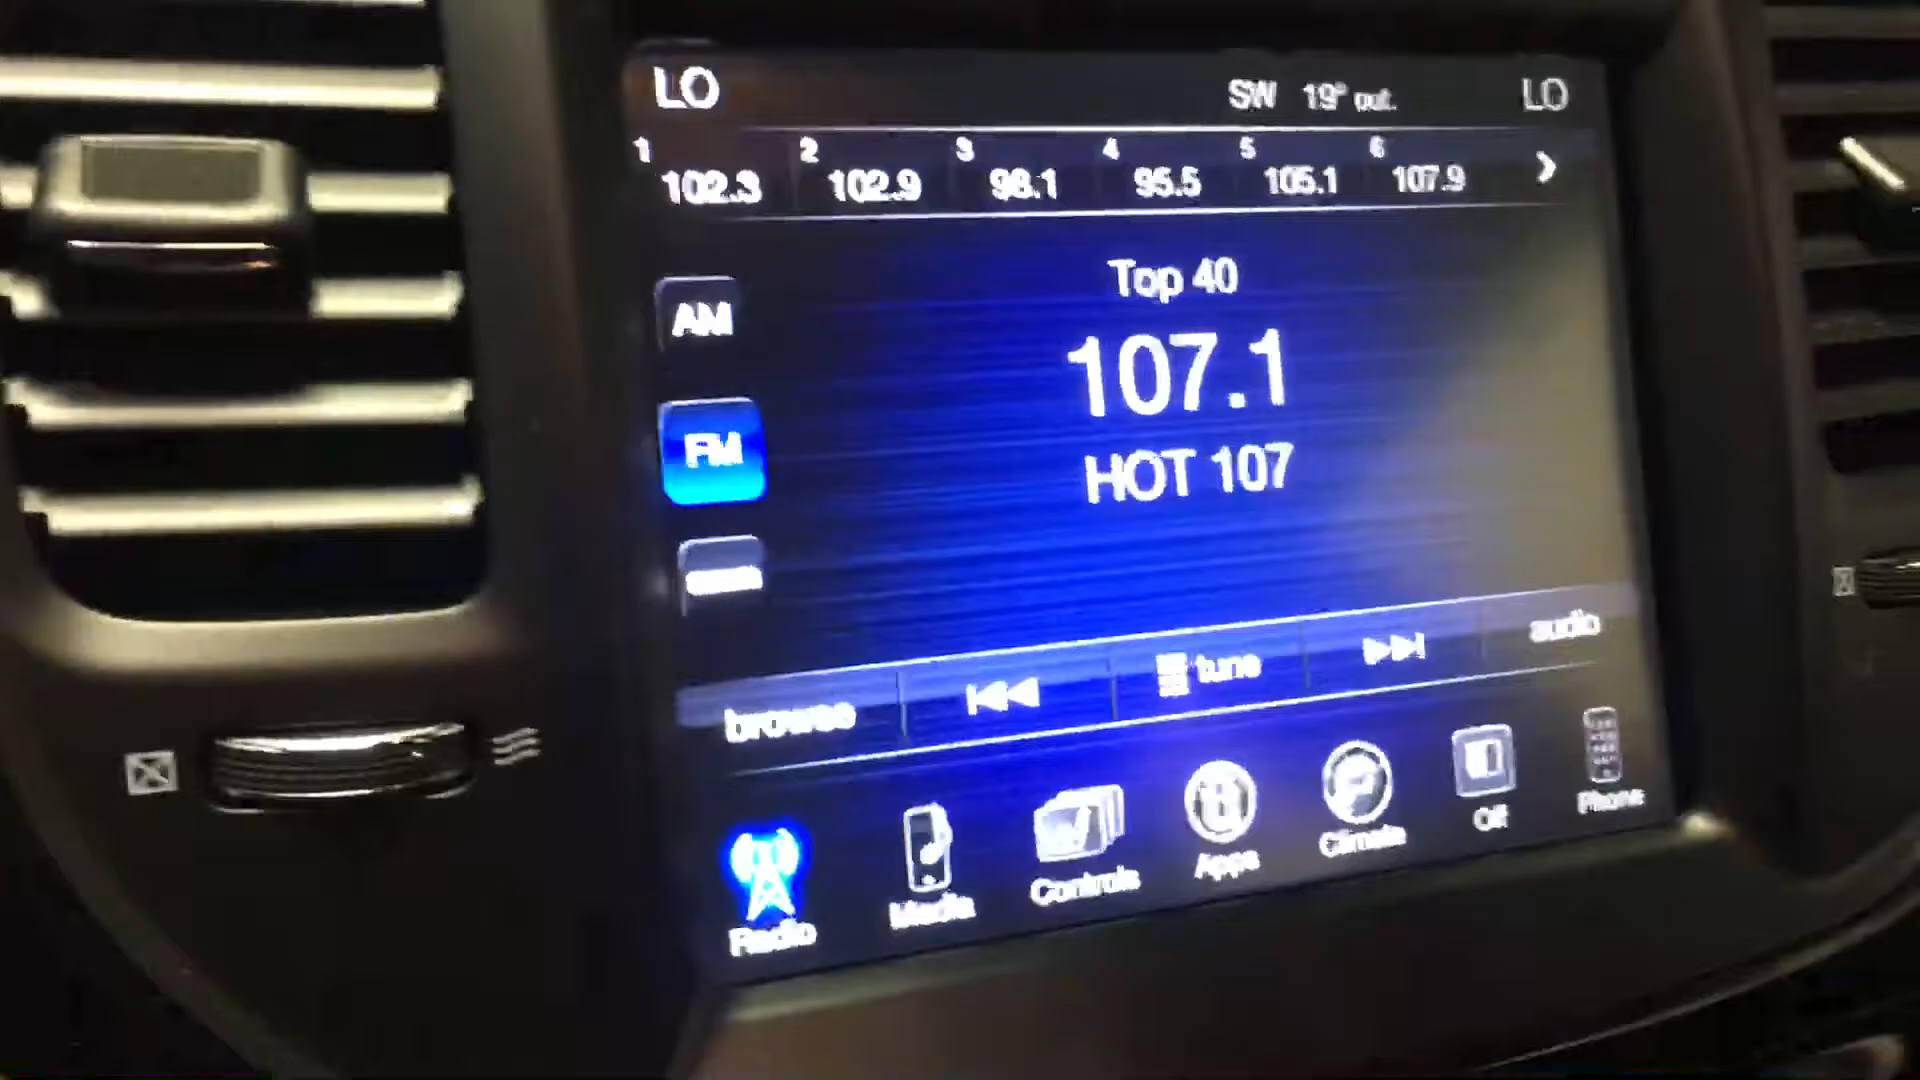 LO SW 19° out. LO
1 2 3 4 5 6
102.3 102.9 98.1 95.5 105.1 107.9
Top 40
AM
107.1
FM
HOT 107
browse tune audio
Radio Media Controls Apps Climate Off Phone